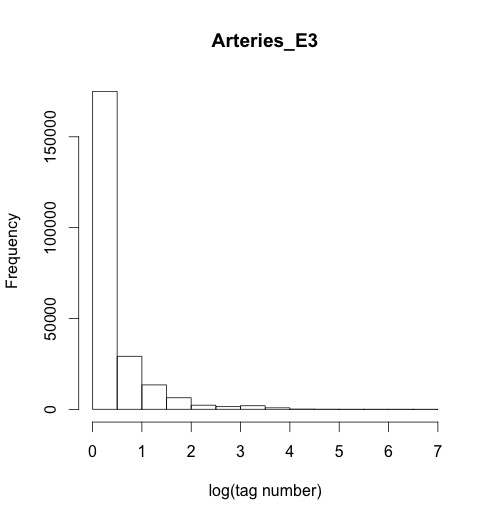 Arteries_E3
Frequency
150000
100000
50000
0
0 1 2 3 4 5 6 7
log(tag number)